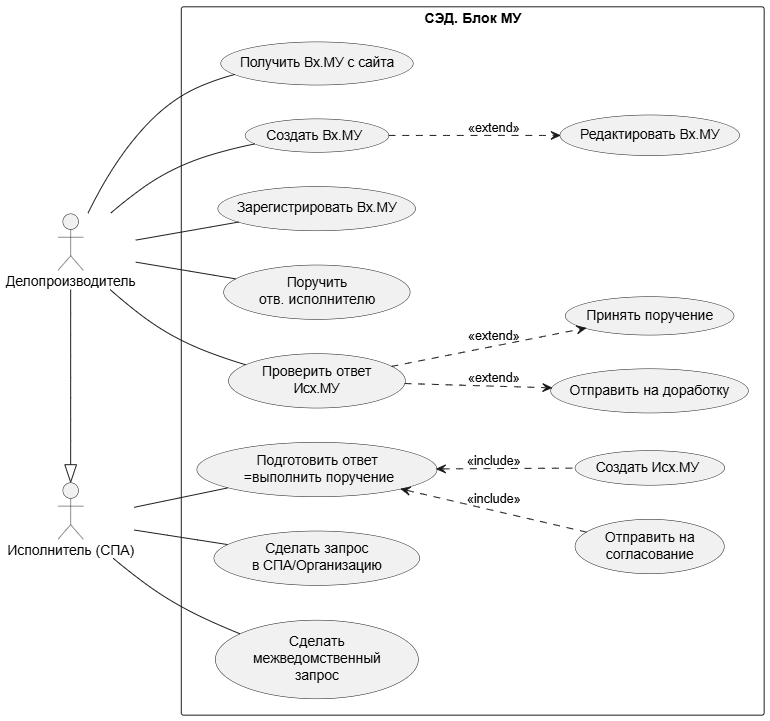 СЭД. Блок МУ
Получить Вх.МУ с сайта
Создать Вх.МУ
«extend»
Редактировать Вх.МУ
Зарегистрировать Вх.МУ
Делопроизводитель
Поручить
отв. исполнителю
Принять поручение
«extend»
Проверить ответ
Исх.МУ
«extend»
Отправить на доработку
Подготовить ответ
=выполнить поручение
«include»
Создать Исх.МУ
«include»
Отправить на
согласование
Исполнитель (СПА)
Сделать запрос
в СПА/Организацию
Сделать
межведомственный
запрос